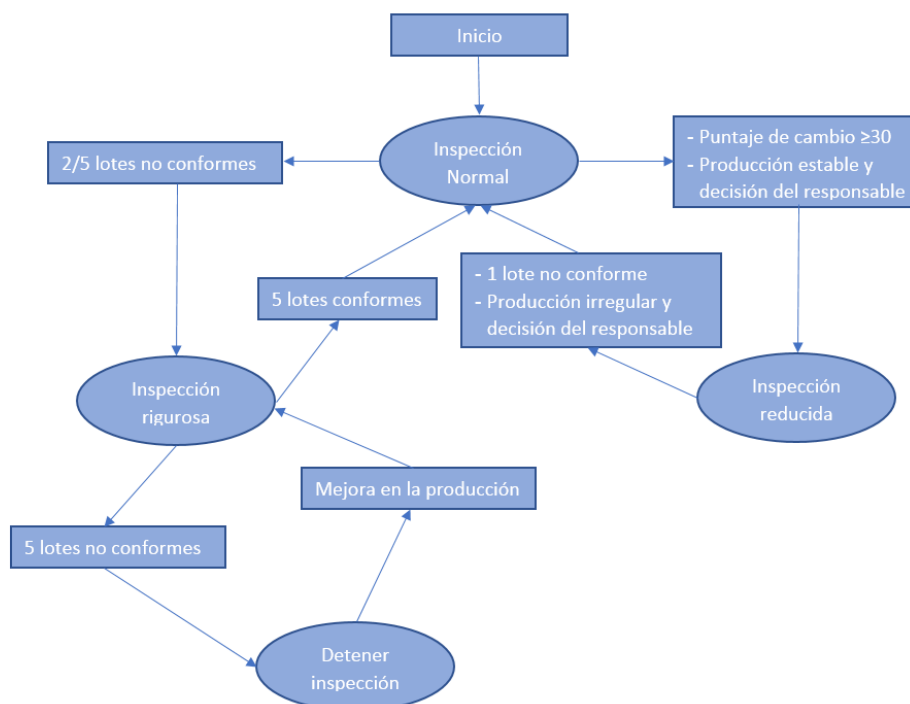 Inicio
Inspección
Normal
2/5 lotes no conformes
- Puntaje de cambio ≥30
- Producción estable y
decisión del responsable
5 lotes conformes
- 1 lote no conforme
- Producción irregular y
decisión del responsable
Inspección
rigurosa
Inspección
reducida
Mejora en la producción
5 lotes no conformes
Detener
inspección